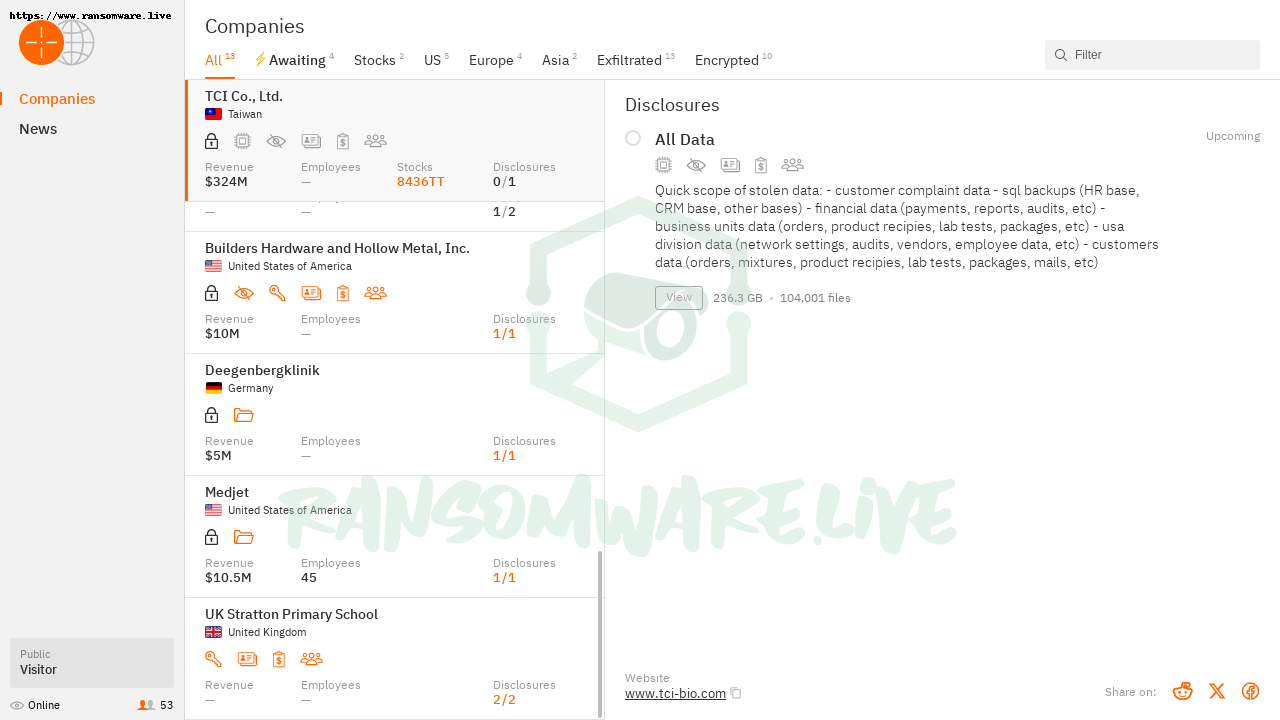 https://www.ransomware.live
Companies
News
Public
Visitor
Online
53
Companies
All 13
Awaiting 4
Stocks 2
US 5
Europe 4
Asia 2
Exfiltrated 13
Encrypted 10
Filter
TCI Co., Ltd.
Taiwan
Revenue Employees Stocks Disclosures
$324M — 8436TT 0/1
— — 1/2
Builders Hardware and Hollow Metal, Inc.
United States of America
Revenue Employees Disclosures
$10M — 1/1
Deegenbergklinik
Germany
Revenue Employees Disclosures
$5M — 1/1
Medjet
United States of America
Revenue Employees Disclosures
$10.5M 45 1/1
UK Stratton Primary School
United Kingdom
Revenue Employees Disclosures
— — 2/2
Disclosures
All Data
Upcoming
Quick scope of stolen data: - customer complaint data - sql backups (HR base,
CRM base, other bases) - financial data (payments, reports, audits, etc) -
business units data (orders, product recipies, lab tests, packages, etc) - usa
division data (network settings, audits, vendors, employee data, etc) - customers
data (orders, mixtures, product recipies, lab tests, packages, mails, etc)
View 236.3 GB • 104,001 files
RANSOMWARE.LIVE
Website
www.tci-bio.com
Share on: